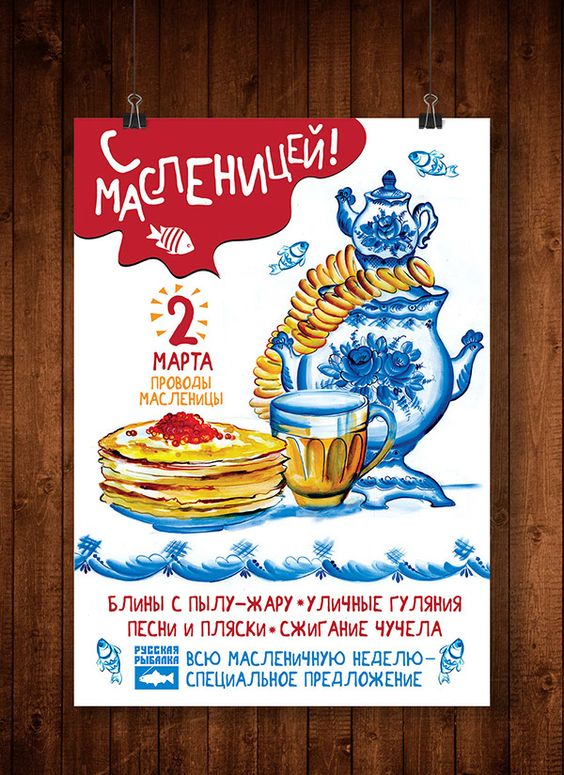 С
МАСЛЕНИЦЕЙ!
2
МАРТА
ПРОВОДЫ
МАСЛЕНИЦЫ
БЛИНЫ С ПЫЛУ-ЖАРУ * УЛИЧНЫЕ ГУЛЯНИЯ
ПЕСНИ И ПЛЯСКИ * СЖИГАНИЕ ЧУЧЕЛА
РУССКАЯ
РЫБАЛКА
ВСЮ МАСЛЕНИЧНУЮ НЕДЕЛЮ –
СПЕЦИАЛЬНОЕ ПРЕДЛОЖЕНИЕ